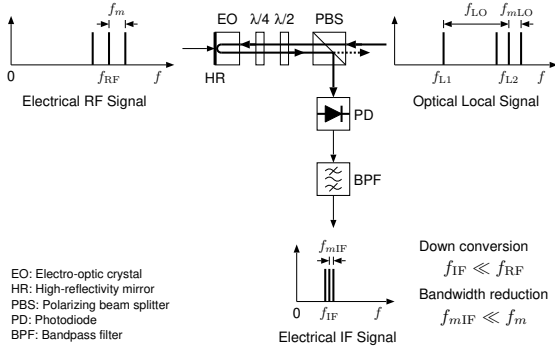 f_m
0
f_RF
f
Electrical RF Signal
EO λ/4 λ/2 PBS
HR
f_LO
f_mLO
f_L1
f_L2
f
Optical Local Signal
PD
BPF
f_mIF
f_IF
f
Electrical IF Signal
Down conversion
f_IF ≪ f_RF
Bandwidth reduction
f_mIF ≪ f_m
EO: Electro-optic crystal
HR: High-reflectivity mirror
PBS: Polarizing beam splitter
PD: Photodiode
BPF: Bandpass filter